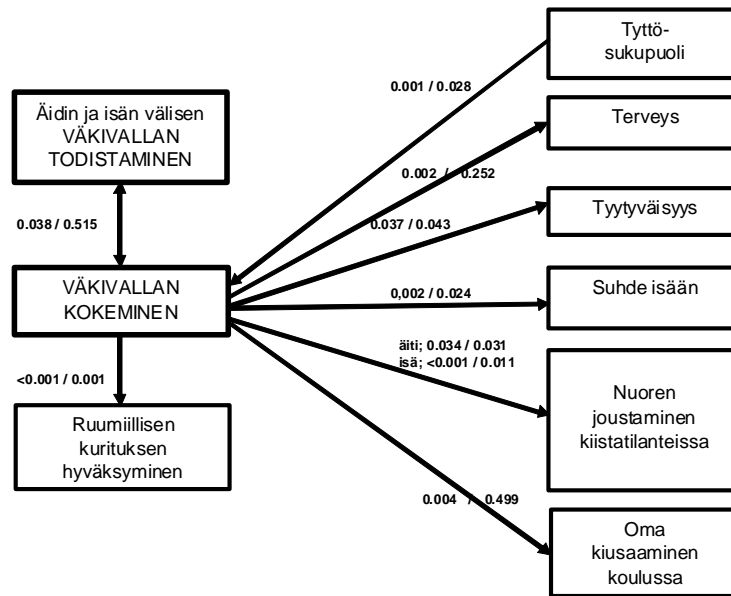 Tyttö-
sukupuoli
0.001 / 0.028
Äidin ja isän välisen
VÄKIVALLAN
TODISTAMINEN
Terveys
0.002 / 0.252
Tyytyväisyys
0.037 / 0.043
0.038 / 0.515
VÄKIVALLAN
KOKEMINEN
Suhde isään
0,002 / 0.024
äiti; 0.034 / 0.031
isä; <0.001 / 0.011
<0.001 / 0.001
Nuoren
joustaminen
kiistatilanteissa
Ruumiillisen
kurituksen
hyväksyminen
0.004 / 0.499
Oma
kiusaaminen
koulussa